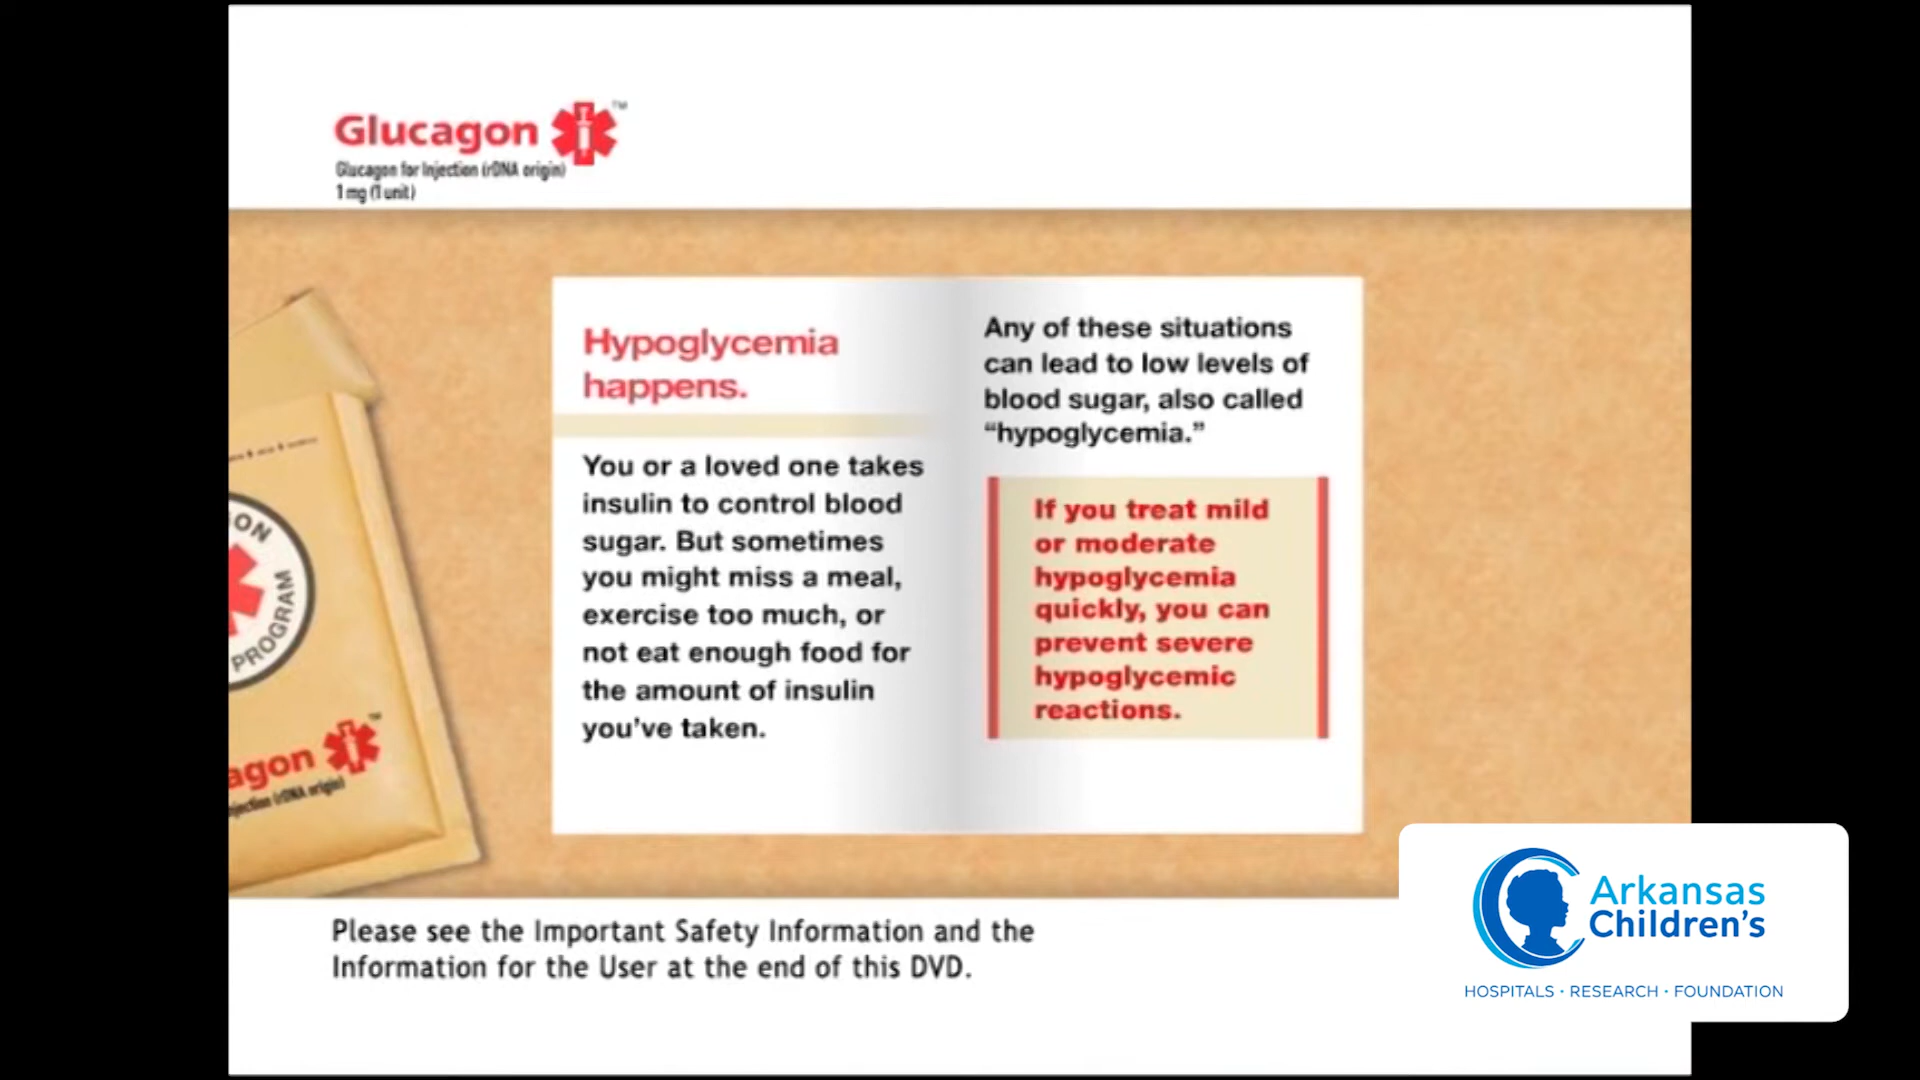 Glucagon™
Glucagon for Injection (rDNA origin)
1 mg (1 unit)
Hypoglycemia
happens.
You or a loved one takes
insulin to control blood
sugar. But sometimes
you might miss a meal,
exercise too much, or
not eat enough food for
the amount of insulin
you've taken.
Any of these situations
can lead to low levels of
blood sugar, also called
“hypoglycemia.”
If you treat mild
or moderate
hypoglycemia
quickly, you can
prevent severe
hypoglycemic
reactions.
ON
PROGRAM
agon™
jection (rDNA origin)
Please see the Important Safety Information and the
Information for the User at the end of this DVD.
Arkansas
Children's
HOSPITALS · RESEARCH · FOUNDATION